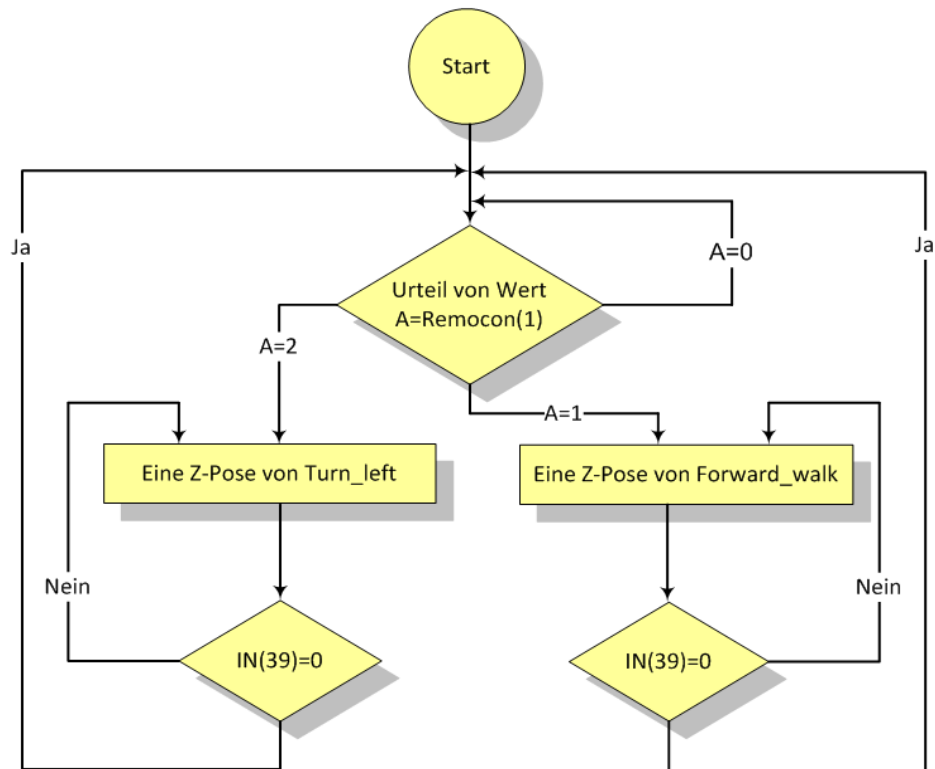 Start
Ja
Ja
A=0
Urteil von Wert
A=Remocon(1)
A=2
A=1
Eine Z-Pose von Turn_left
Eine Z-Pose von Forward_walk
Nein
Nein
IN(39)=0
IN(39)=0